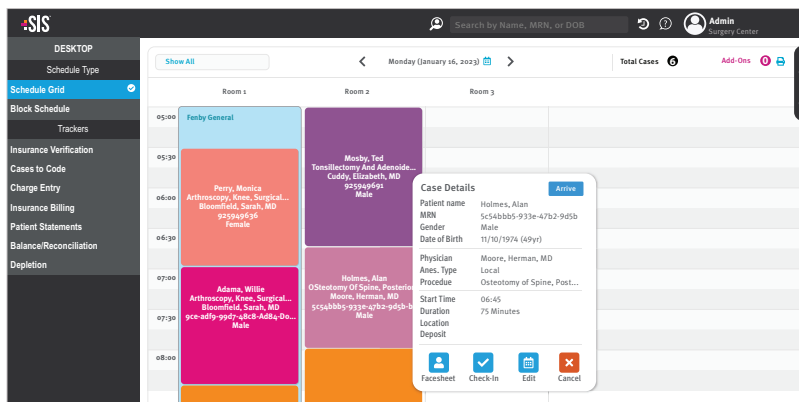 SIS
Search by Name, MRN, or DOB
Admin
Surgery Center
DESKTOP
Schedule Type
Schedule Grid
Block Schedule
Trackers
Insurance Verification
Cases to Code
Charge Entry
Insurance Billing
Patient Statements
Balance/Reconciliation
Depletion
Show All
Monday (January 16, 2023)
Total Cases 6
Add-Ons 0
Room 1 Room 2 Room 3
05:00
05:30
06:00
06:30
07:00
07:30
08:00
Fenby General
Perry, Monica
Arthroscopy, Knee, Surgical...
Bloomfield, Sarah, MD
925949636
Female
Adama, Willie
Arthroscopy, Knee, Surgical...
Bloomfield, Sarah, MD
9ce-adf9-99d7-48c8-Ad84-Do...
Male
Mosby, Ted
Tonsillectomy And Adenoide...
Cuddy, Elizabeth, MD
925949691
Male
Holmes, Alan
OSteotomy Of Spine, Posterior
Moore, Herman, MD
5c54bbb5-933e-47b2-9d5b-b
Male
Case Details
Arrive
Patient name Holmes, Alan
MRN 5c54bbb5-933e-47b2-9d5b
Gender Male
Date of Birth 11/10/1974 (49yr)
Physician Moore, Herman, MD
Anes. Type Local
Procedue Osteotomy of Spine, Post...
Start Time 06:45
Duration 75 Minutes
Location
Deposit
Facesheet Check-In Edit Cancel